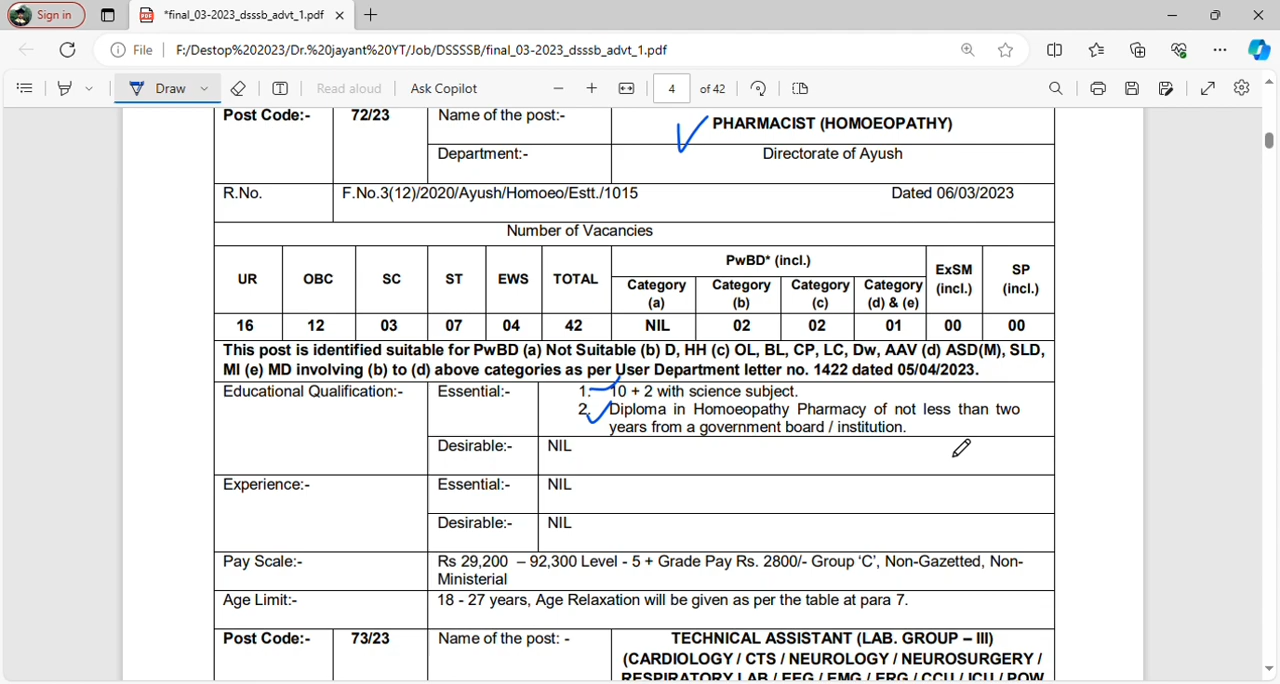 Sign in
*final_03-2023_dsssb_advt_1.pdf
File
F:/Destop%202023/Dr.%20jayant%20YT/Job/DSSSSB/final_03-2023_dsssb_advt_1.pdf
Draw
Read aloud
Ask Copilot
4 of 42
Post Code:- 72/23 Name of the post:- PHARMACIST (HOMOEOPATHY)
Department:- Directorate of Ayush
R.No. F.No.3(12)/2020/Ayush/Homoeo/Estt./1015 Dated 06/03/2023
Number of Vacancies
UR OBC SC ST EWS TOTAL PwBD* (incl.) ExSM (incl.) SP (incl.)
Category (a) Category (b) Category (c) Category (d) & (e)
16 12 03 07 04 42 NIL 02 02 01 00 00
This post is identified suitable for PwBD (a) Not Suitable (b) D, HH (c) OL, BL, CP, LC, Dw, AAV (d) ASD(M), SLD,
MI (e) MD involving (b) to (d) above categories as per User Department letter no. 1422 dated 05/04/2023.
Educational Qualification:- Essential:- 1. 10 + 2 with science subject.
2. Diploma in Homoeopathy Pharmacy of not less than two
years from a government board / institution.
Desirable:- NIL
Experience:- Essential:- NIL
Desirable:- NIL
Pay Scale:- Rs 29,200 – 92,300 Level - 5 + Grade Pay Rs. 2800/- Group ‘C’, Non-Gazetted, Non-
Ministerial
Age Limit:- 18 - 27 years, Age Relaxation will be given as per the table at para 7.
Post Code:- 73/23 Name of the post: - TECHNICAL ASSISTANT (LAB. GROUP – III)
(CARDIOLOGY / CTS / NEUROLOGY / NEUROSURGERY /
RESPIRATORY LAB / EEG / EMG / ERG / CCU / ICU / POW